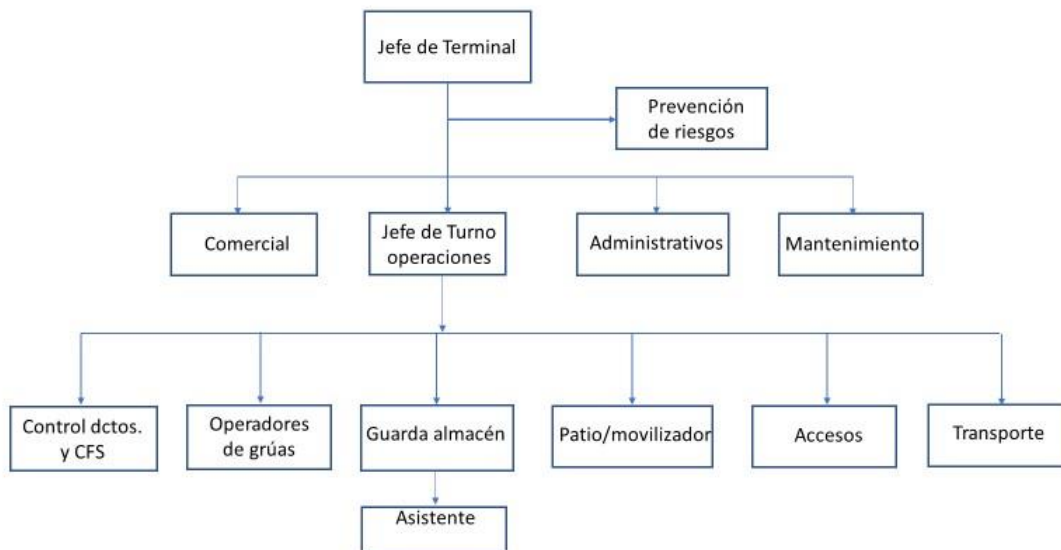 Jefe de Terminal
Prevención
de riesgos
Comercial
Jefe de Turno
operaciones
Administrativos
Mantenimiento
Control dctos.
y CFS
Operadores
de grúas
Guarda almacén
Patio/movilizador
Accesos
Transporte
Asistente